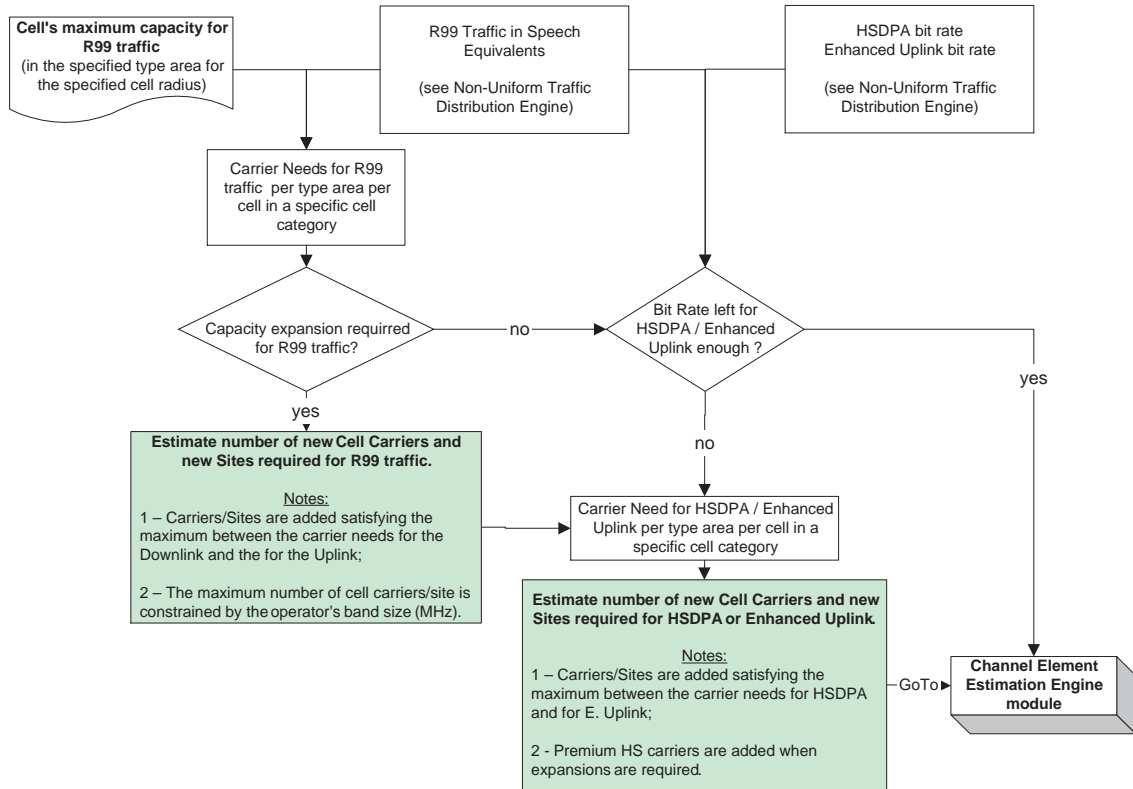 Cell's maximum capacity for
R99 traffic
(in the specified type area for
the specified cell radius)
R99 Traffic in Speech
Equivalents
(see Non-Uniform Traffic
Distribution Engine)
HSDPA bit rate
Enhanced Uplink bit rate
(see Non-Uniform Traffic
Distribution Engine)
Carrier Needs for R99
traffic per type area per
cell in a specific cell
category
Capacity expansion requirred
for R99 traffic?
no
Bit Rate left for
HSDPA / Enhanced
Uplink enough ?
yes
yes
no
Estimate number of new Cell Carriers and
new Sites required for R99 traffic.
Notes:
1 – Carriers/Sites are added satisfying the
maximum between the carrier needs for the
Downlink and the for the Uplink;
2 – The maximum number of cell carriers/site is
constrained by the operator's band size (MHz).
Carrier Need for HSDPA / Enhanced
Uplink per type area per cell in a
specific cell category
Estimate number of new Cell Carriers and new
Sites required for HSDPA or Enhanced Uplink.
Notes:
1 – Carriers/Sites are added satisfying the
maximum between the carrier needs for HSDPA
and for E. Uplink;
2 - Premium HS carriers are added when
expansions are required.
GoTo
Channel Element
Estimation Engine
module